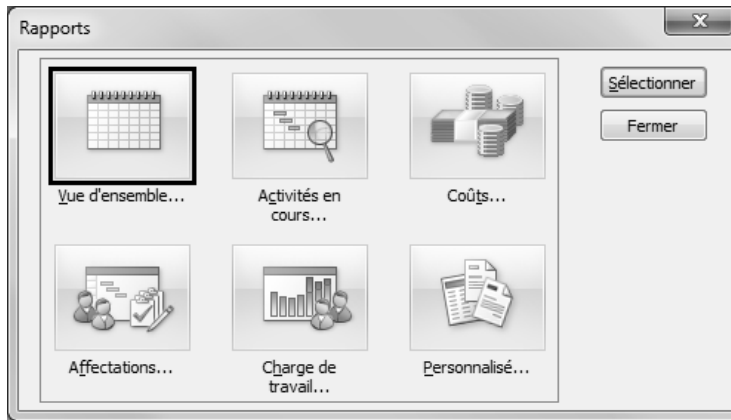 Rapports
Sélectionner
Fermer
Vue d'ensemble...
Activités en
cours...
Coûts...
Affectations...
Charge de
travail...
Personnalisé...